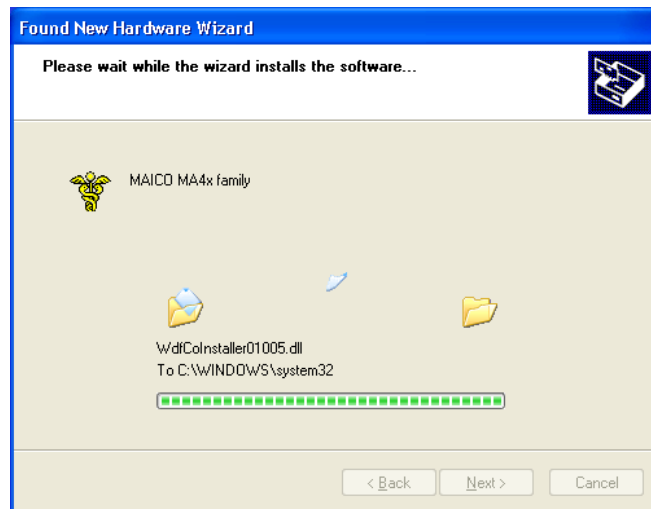 Found New Hardware Wizard
Please wait while the wizard installs the software...
MAICO MA4x family
WdfCoInstaller01005.dll
To C:\WINDOWS\system32
< Back Next > Cancel